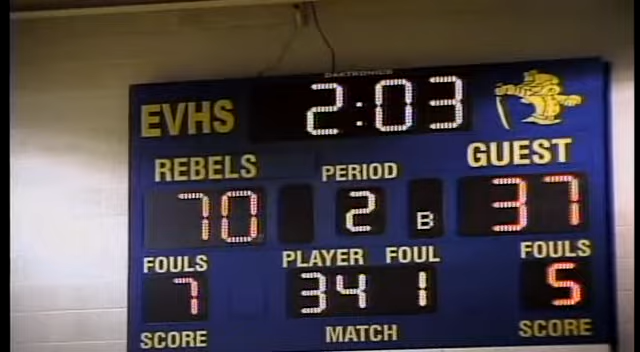 DAKTRONICS
EVHS 2:03
REBELS PERIOD GUEST
70 2 B 37
FOULS PLAYER FOUL FOULS
7 34 1 5
SCORE MATCH SCORE